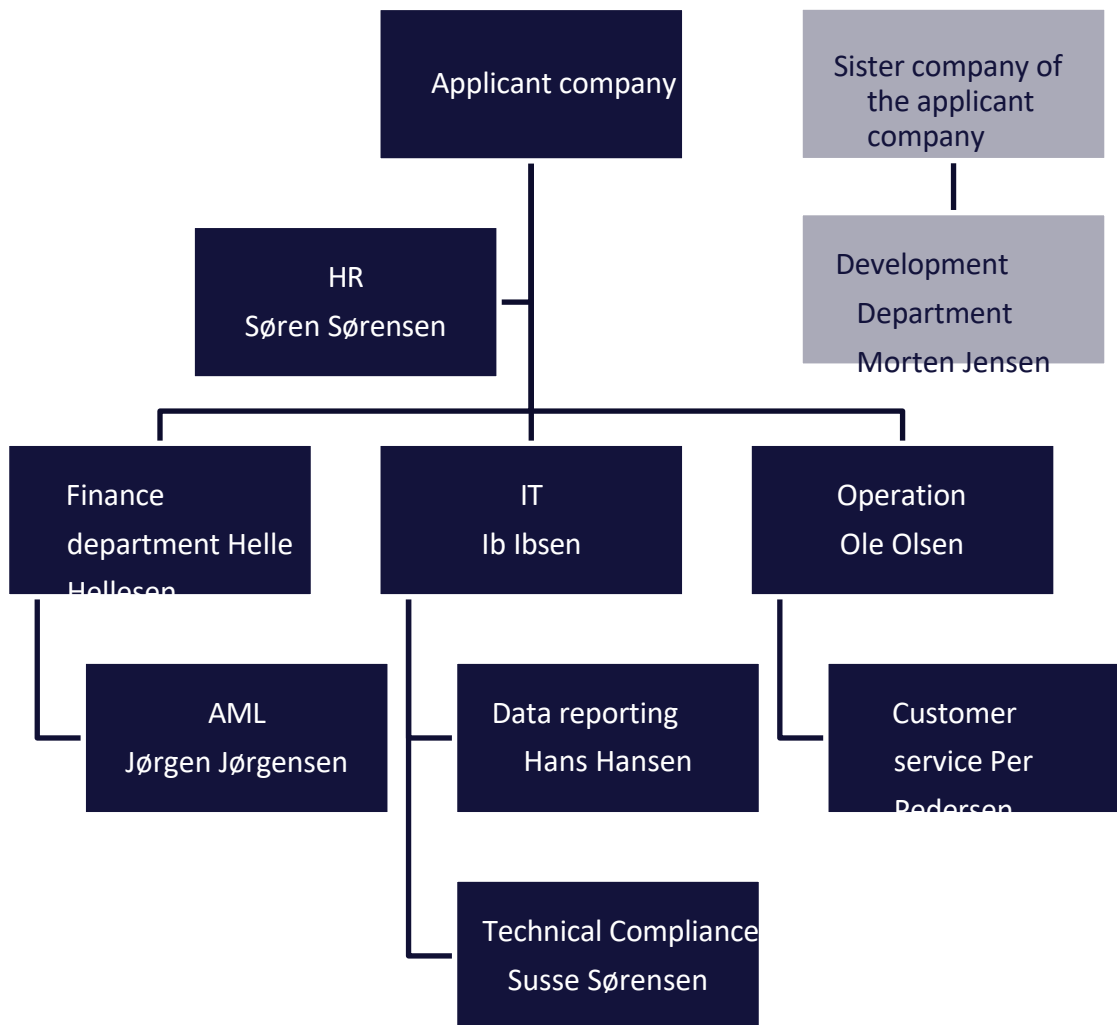 Applicant company
Sister company of
the applicant
company
HR
Søren Sørensen
Development
Department
Morten Jensen
Finance
department Helle
Hellesen
IT
Ib Ibsen
Operation
Ole Olsen
AML
Jørgen Jørgensen
Data reporting
Hans Hansen
Customer
service Per
Pedersen
Technical Compliance
Susse Sørensen